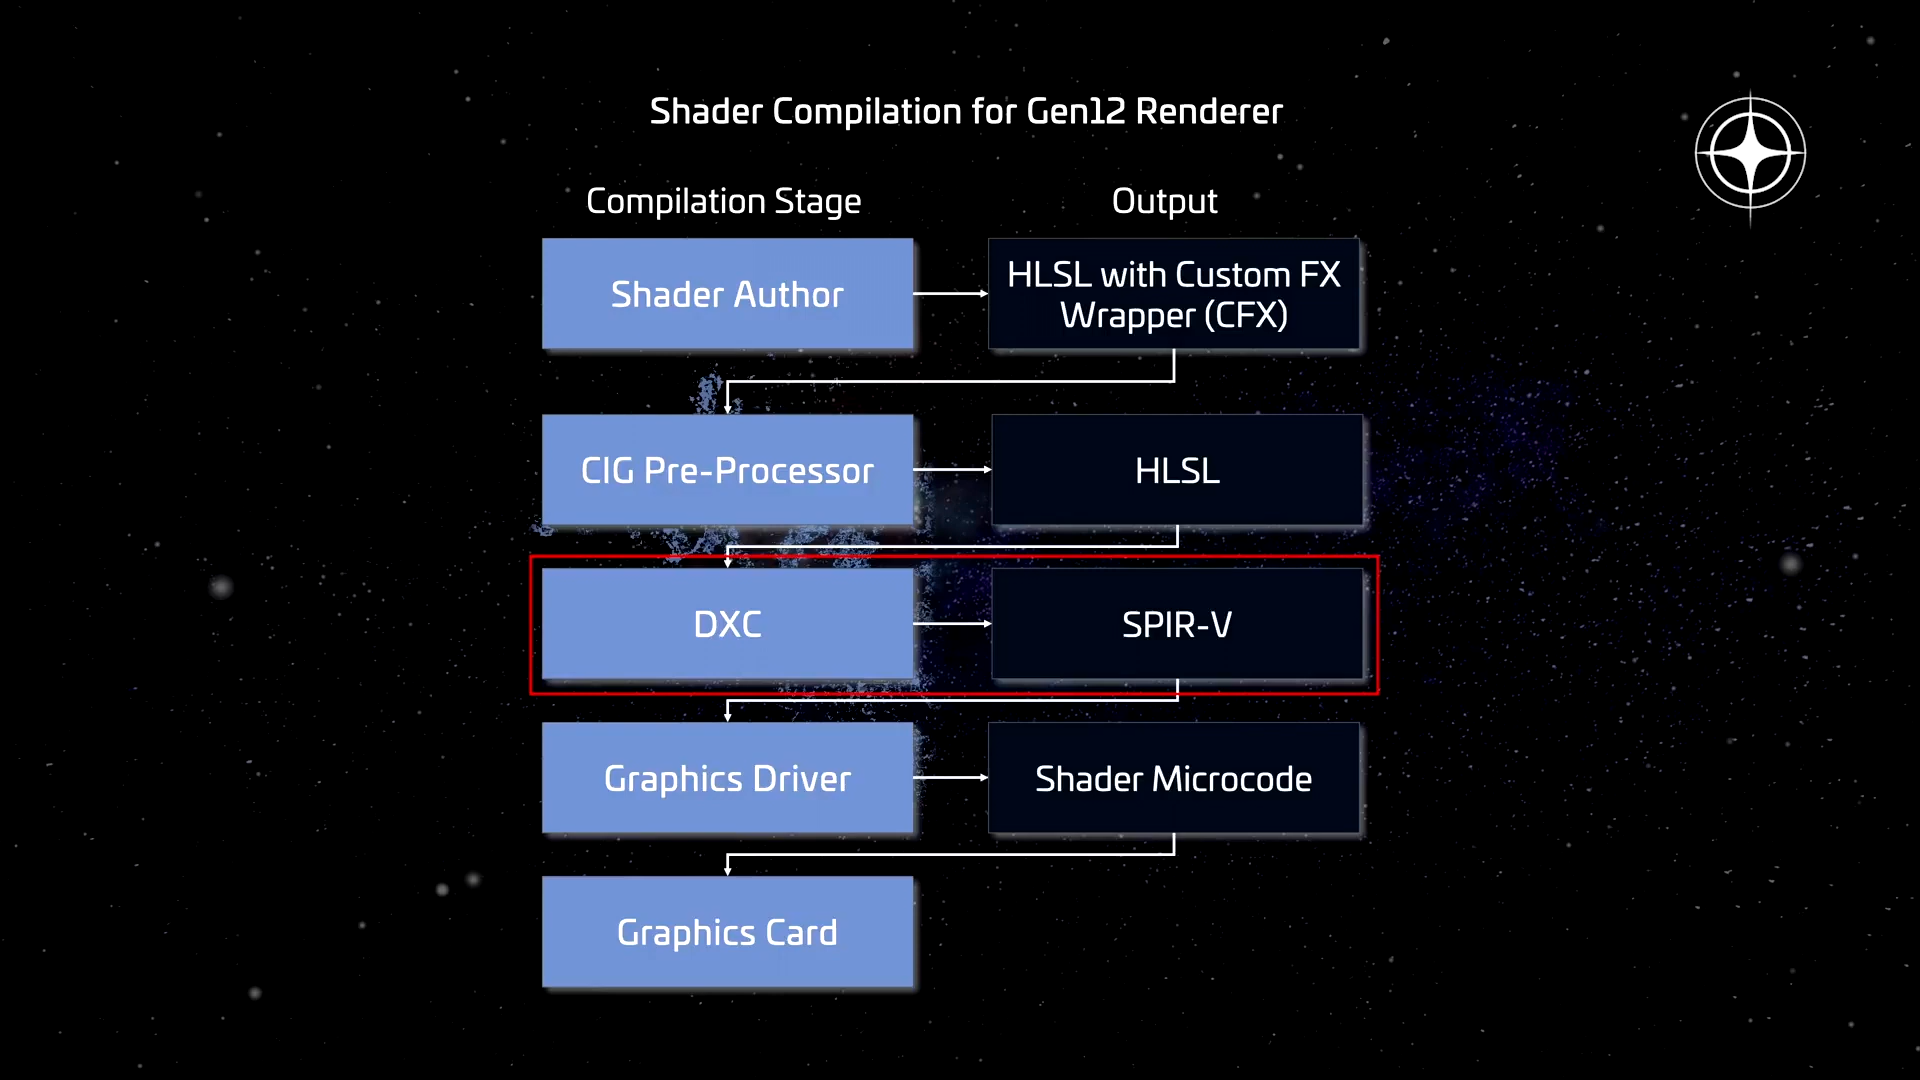 Shader Compilation for Gen12 Renderer
Compilation Stage
Output
Shader Author
HLSL with Custom FX
Wrapper (CFX)
CIG Pre-Processor
HLSL
DXC
SPIR-V
Graphics Driver
Shader Microcode
Graphics Card